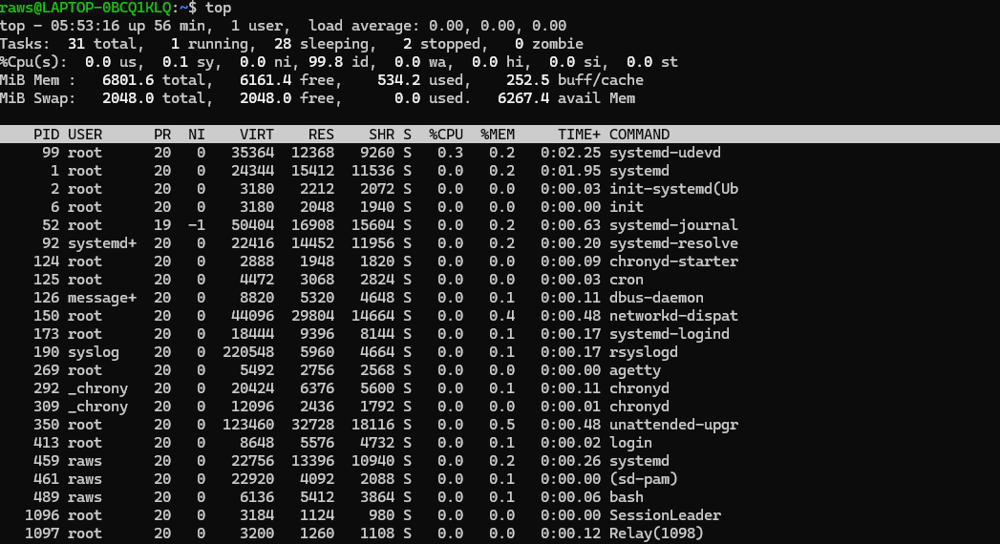 raws@LAPTOP-0BCQ1KLQ:~$ top
top - 05:53:16 up 56 min,  1 user,  load average: 0.00, 0.00, 0.00
Tasks:  31 total,   1 running,  28 sleeping,   2 stopped,   0 zombie
%Cpu(s):  0.0 us,  0.1 sy,  0.0 ni, 99.8 id,  0.0 wa,  0.0 hi,  0.0 si,  0.0 st
MiB Mem :   6801.6 total,   6161.4 free,    534.2 used,    252.5 buff/cache
MiB Swap:   2048.0 total,   2048.0 free,      0.0 used.   6267.4 avail Mem
    PID USER      PR  NI    VIRT    RES    SHR S  %CPU  %MEM     TIME+ COMMAND
     99 root      20   0   35364  12368   9260 S   0.3   0.2   0:02.25 systemd-udevd
      1 root      20   0   24344  15412  11536 S   0.0   0.2   0:01.95 systemd
      2 root      20   0    3180   2212   2072 S   0.0   0.0   0:00.03 init-systemd(Ub
      6 root      20   0    3180   2048   1940 S   0.0   0.0   0:00.00 init
     52 root      19  -1   50404  16908  15604 S   0.0   0.2   0:00.63 systemd-journal
     92 systemd+  20   0   22416  14452  11956 S   0.0   0.2   0:00.20 systemd-resolve
    124 root      20   0    2888   1948   1820 S   0.0   0.0   0:00.09 chronyd-starter
    125 root      20   0    4472   3068   2824 S   0.0   0.0   0:00.03 cron
    126 message+  20   0    8820   5320   4648 S   0.0   0.1   0:00.11 dbus-daemon
    150 root      20   0   44096  29804  14664 S   0.0   0.4   0:00.48 networkd-dispat
    173 root      20   0   18444   9396   8144 S   0.0   0.1   0:00.17 systemd-logind
    190 syslog    20   0  220548   5960   4664 S   0.0   0.1   0:00.17 rsyslogd
    269 root      20   0    5492   2756   2568 S   0.0   0.0   0:00.00 agetty
    292 _chrony   20   0   20424   6376   5600 S   0.0   0.1   0:00.11 chronyd
    309 _chrony   20   0   12096   2436   1792 S   0.0   0.0   0:00.01 chronyd
    350 root      20   0  123460  32728  18116 S   0.0   0.5   0:00.48 unattended-upgr
    413 root      20   0    8648   5576   4732 S   0.0   0.1   0:00.02 login
    459 raws      20   0   22756  13396  10940 S   0.0   0.2   0:00.26 systemd
    461 raws      20   0   22920   4092   2088 S   0.0   0.1   0:00.00 (sd-pam)
    489 raws      20   0    6136   5412   3864 S   0.0   0.1   0:00.06 bash
   1096 root      20   0    3184   1124    980 S   0.0   0.0   0:00.00 SessionLeader
   1097 root      20   0    3200   1260   1108 S   0.0   0.0   0:00.12 Relay(1098)